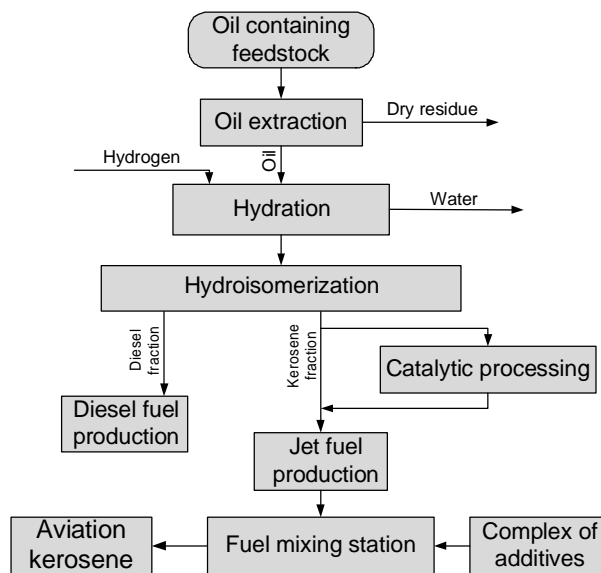 Oil containing
feedstock
Oil extraction
Dry residue
Oil
Hydrogen
Hydration
Water
Hydroisomerization
Diesel
fraction
Kerosene
fraction
Catalytic processing
Diesel fuel
production
Jet fuel
production
Aviation
kerosene
Fuel mixing station
Complex of
additives